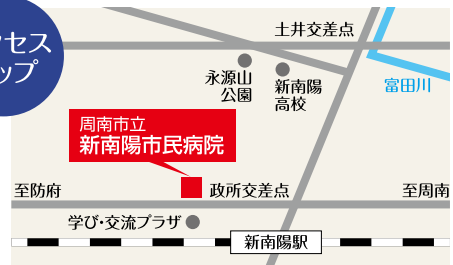 クセス
ップ
土井交差点
永源山
公園
新南陽
高校
富田川
周南市立
新南陽市民病院
至防府
政所交差点
至周南
学び・交流プラザ
新南陽駅